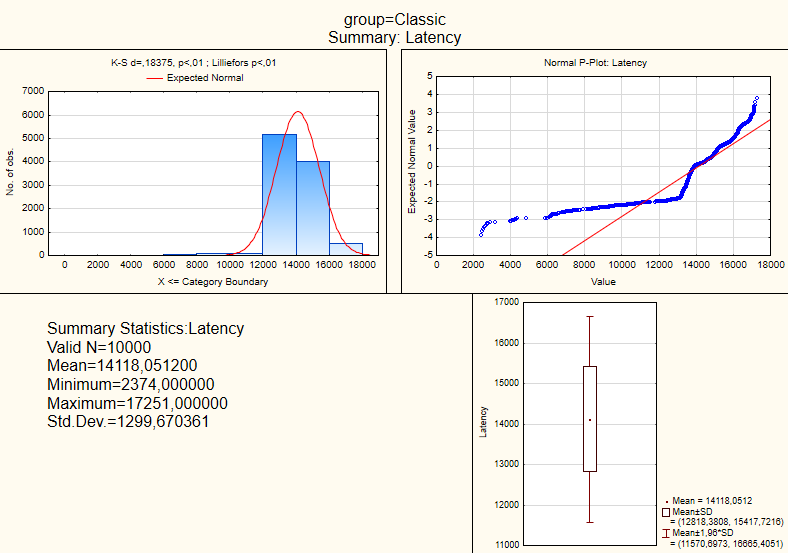 group=Classic
Summary: Latency
K-S d=,18375, p<,01 ; Lilliefors p<,01
Expected Normal
7000
6000
5000
4000
3000
2000
1000
0
No. of obs.
0 2000 4000 6000 8000 10000 12000 14000 16000 18000
X <= Category Boundary
Normal P-Plot: Latency
5
4
3
2
1
0
-1
-2
-3
-4
-5
Expected Normal Value
0 2000 4000 6000 8000 10000 12000 14000 16000 18000
Value
Summary Statistics:Latency
Valid N=10000
Mean=14118,051200
Minimum=2374,000000
Maximum=17251,000000
Std.Dev.=1299,670361
17000
16000
15000
14000
13000
12000
11000
Latency
Mean = 14118,0512
Mean±SD
= (12818,3808, 15417,7216)
Mean±1,96*SD
= (11570,6973, 16665,4051)